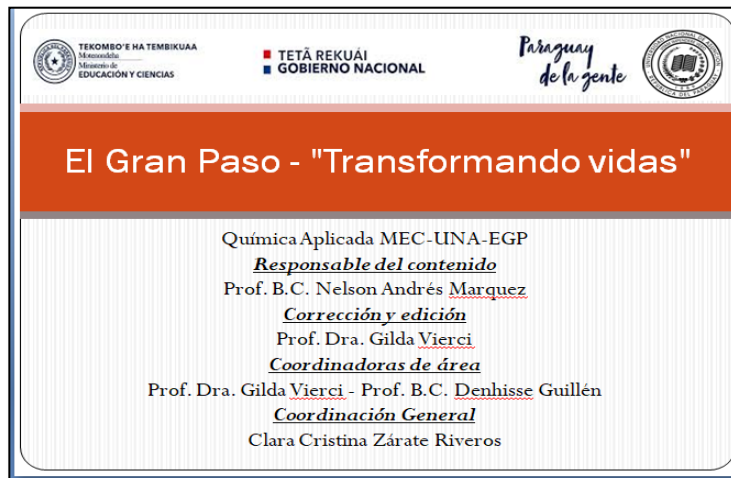 TEKOMBO'E HA TEMBIKUAA
Motenondeha
Ministerio de
EDUCACIÓN Y CIENCIAS
TETÃ REKUÁI
GOBIERNO NACIONAL
Paraguay
de la gente
El Gran Paso - "Transformando vidas"
Química Aplicada MEC-UNA-EGP
Responsable del contenido
Prof. B.C. Nelson Andrés Marquez
Corrección y edición
Prof. Dra. Gilda Vierci
Coordinadoras de área
Prof. Dra. Gilda Vierci - Prof. B.C. Denhisse Guillén
Coordinación General
Clara Cristina Zárate Riveros